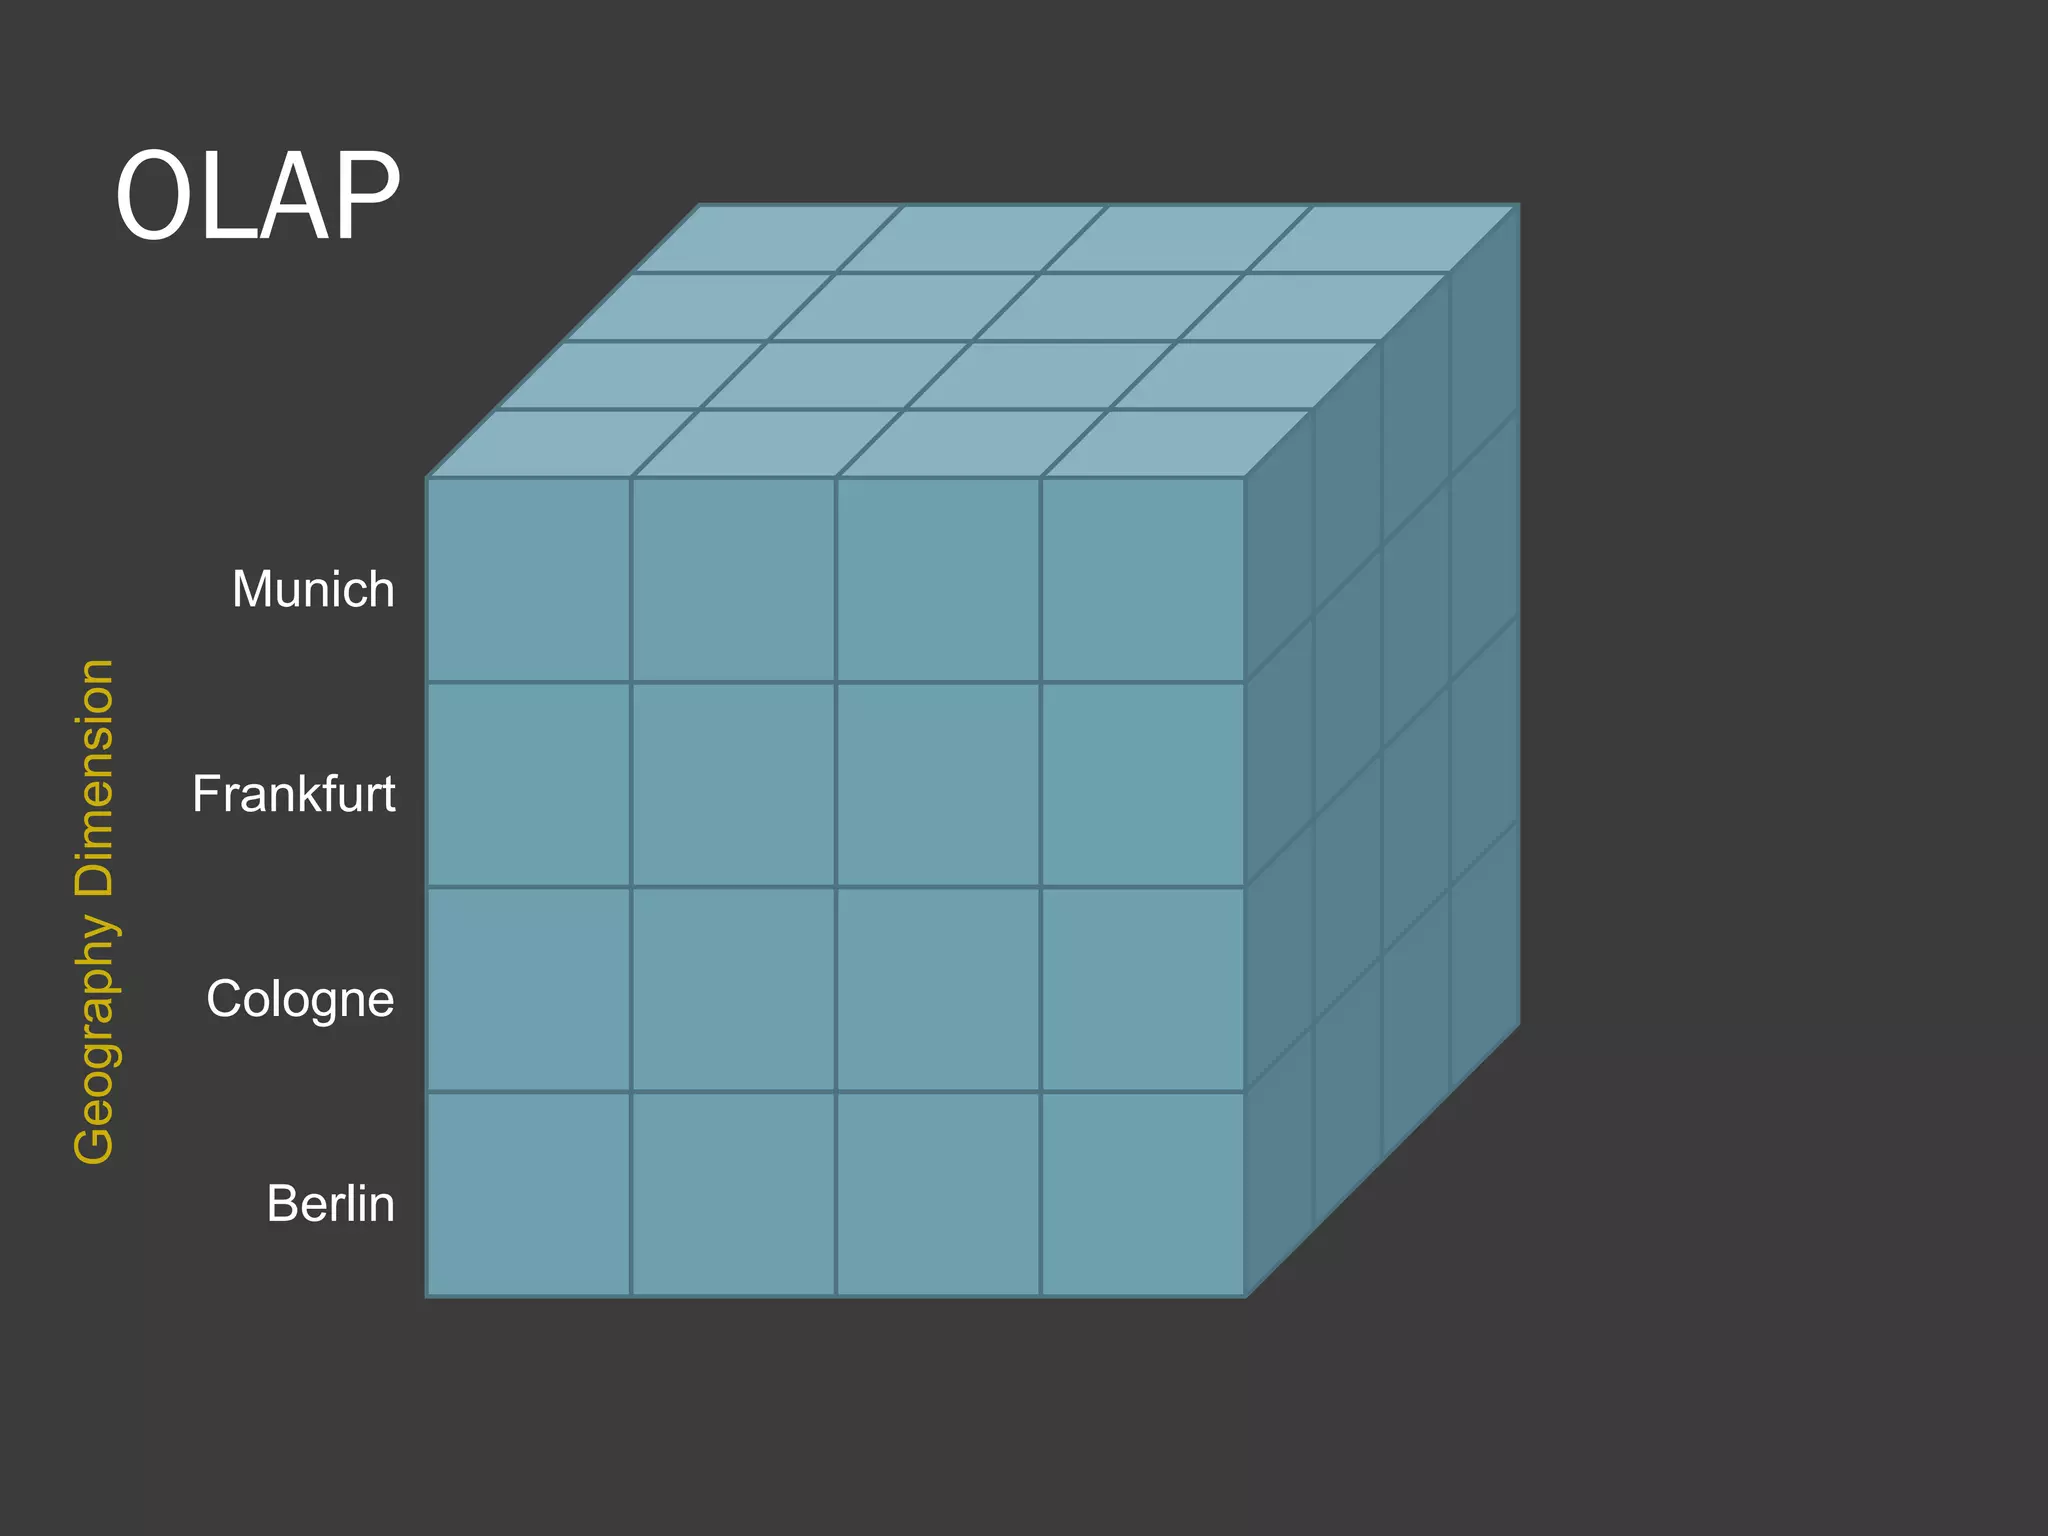 OLAP
Munich
Frankfurt
Cologne
Berlin
Geography Dimension